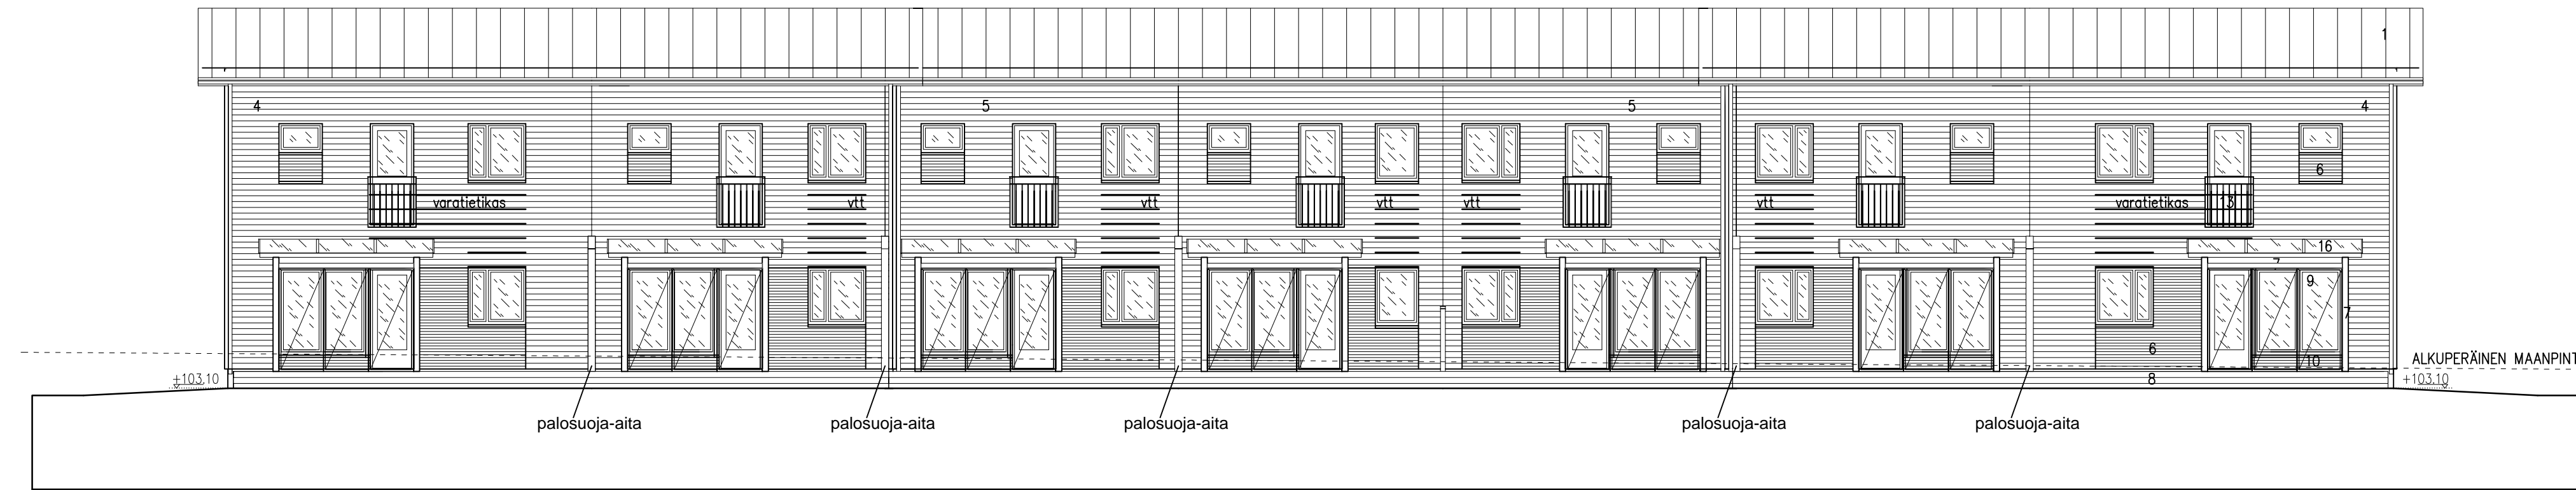 1
4
5
5
4
6
varatietikas
vtt
vtt
vtt
vtt
vtt
varatietikas
13
16
7
9
7
6
10
ALKUPERÄINEN MAANPINT
+103.10
8
+103.10
palosuoja-aita
palosuoja-aita
palosuoja-aita
palosuoja-aita
palosuoja-aita